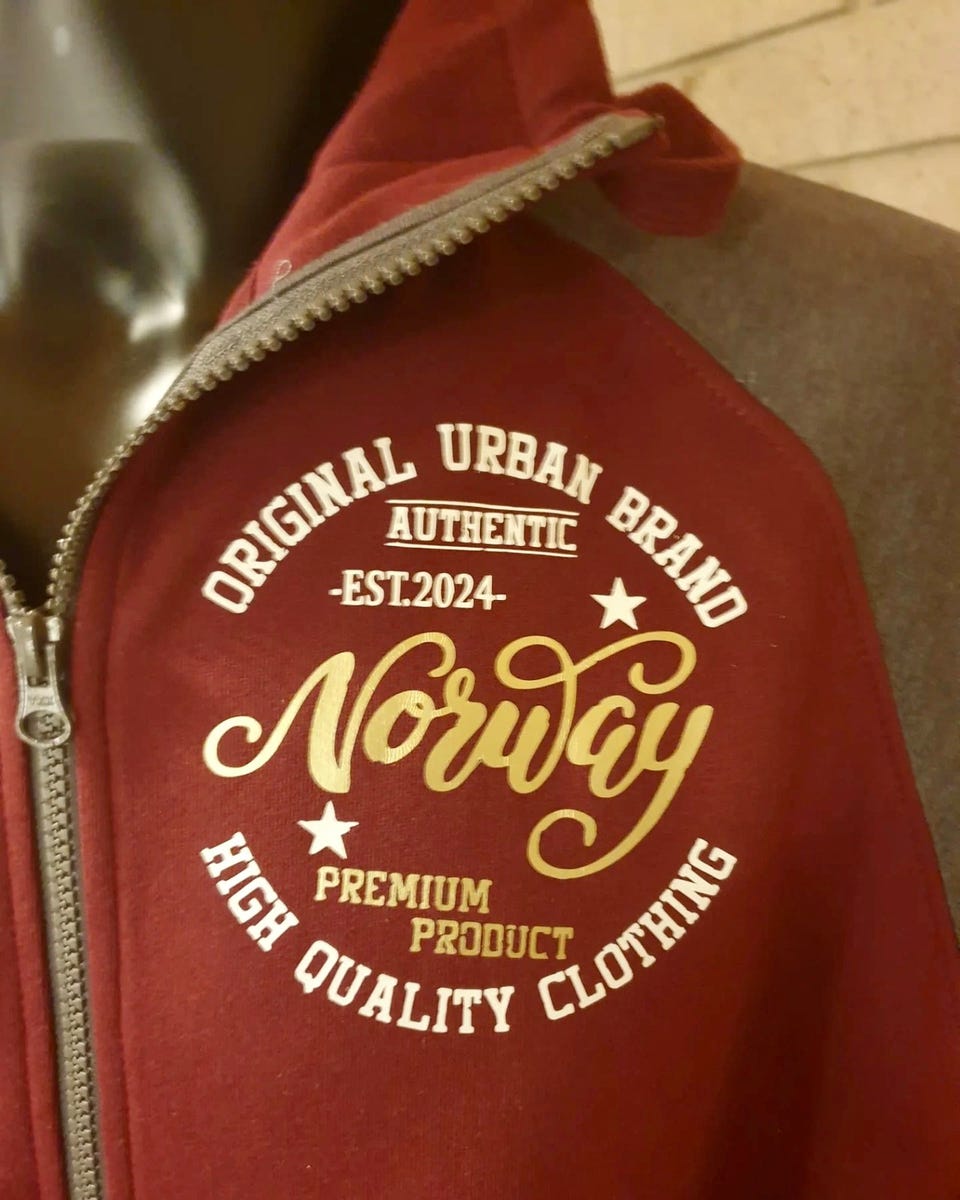 ORIGINAL URBAN BRAND
AUTHENTIC
-EST.2024-
Norway
PREMIUM
PRODUCT
HIGH QUALITY CLOTHING